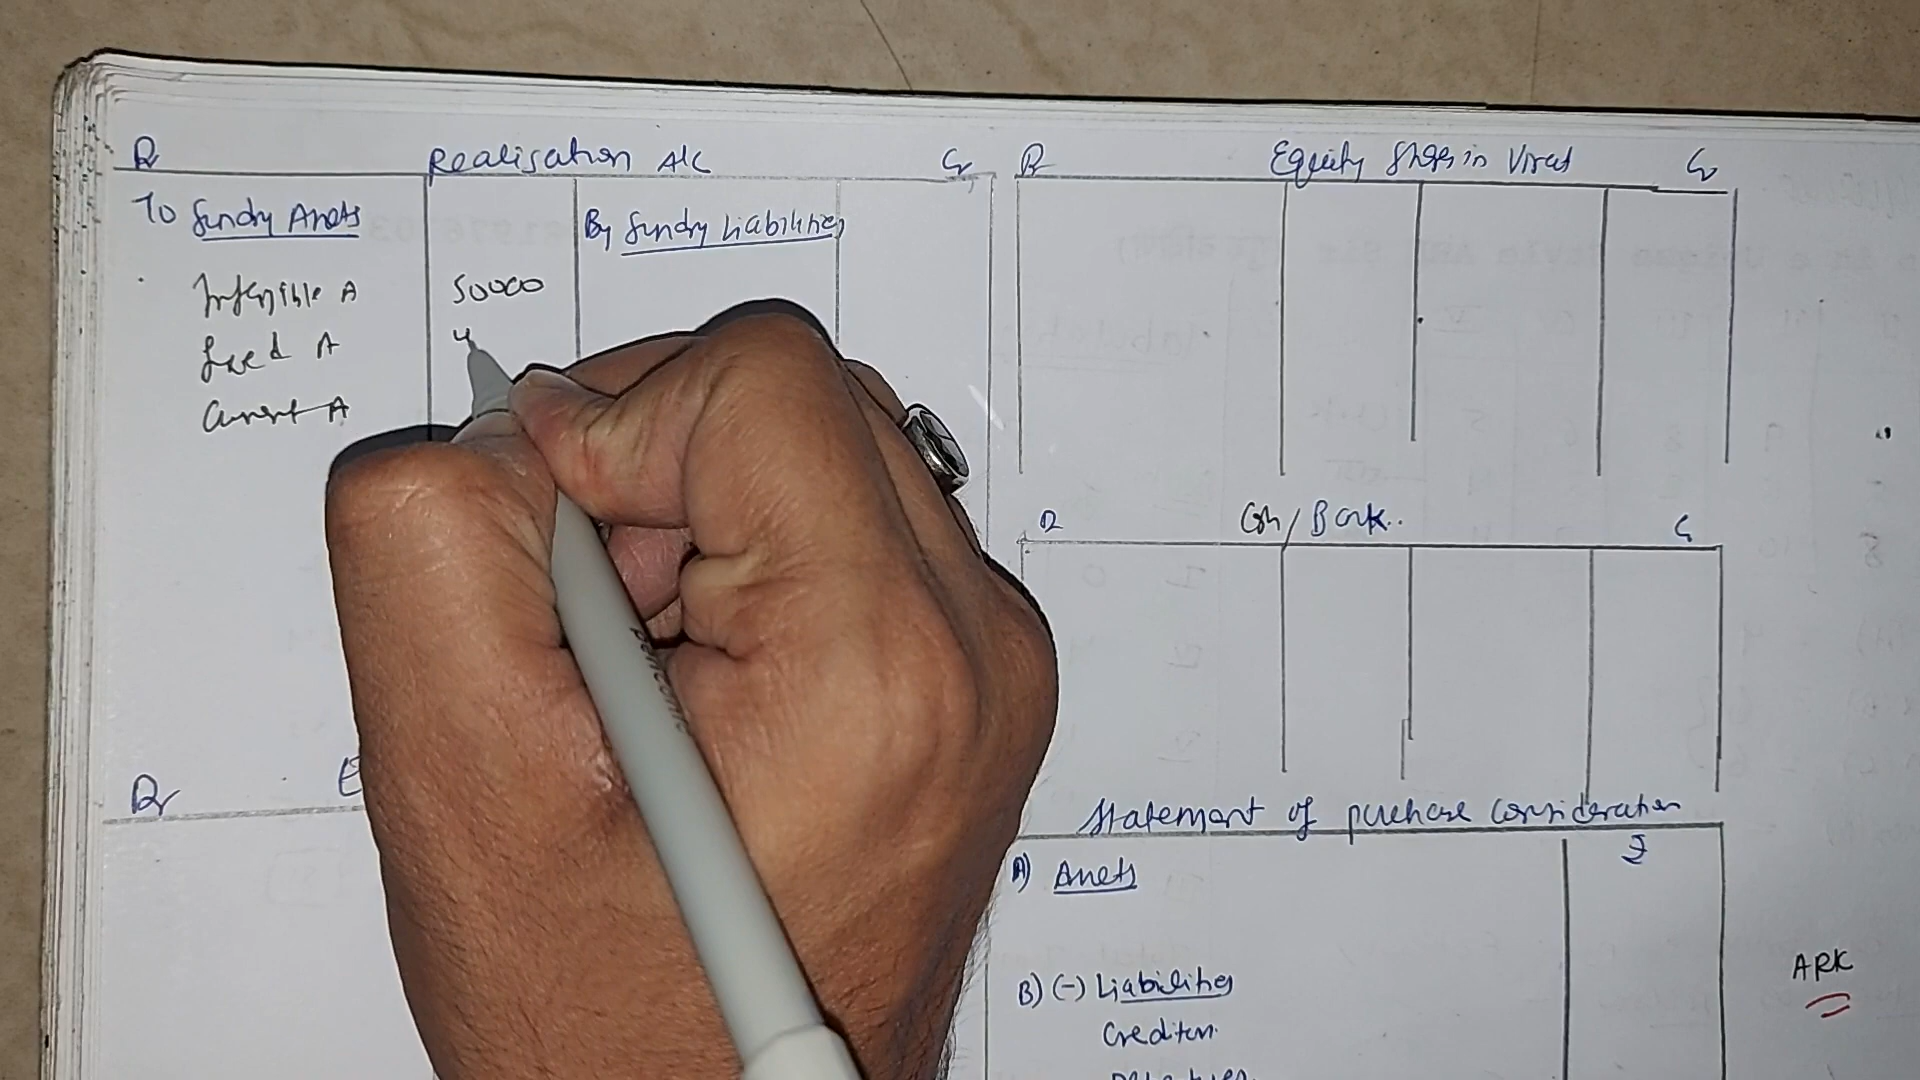 Dr Realisation A/C Cr
To Sundry Assets By Sundry Liabilities
Intangible A 50000
Fixed A 4
Current A
Dr E
Dr Equity Shares in Virat Cr
Dr Cash/Bank.. Cr
Statement of purchase consideration
₹
A) Assets
B) (-) Liabilities
Creditors
ARK